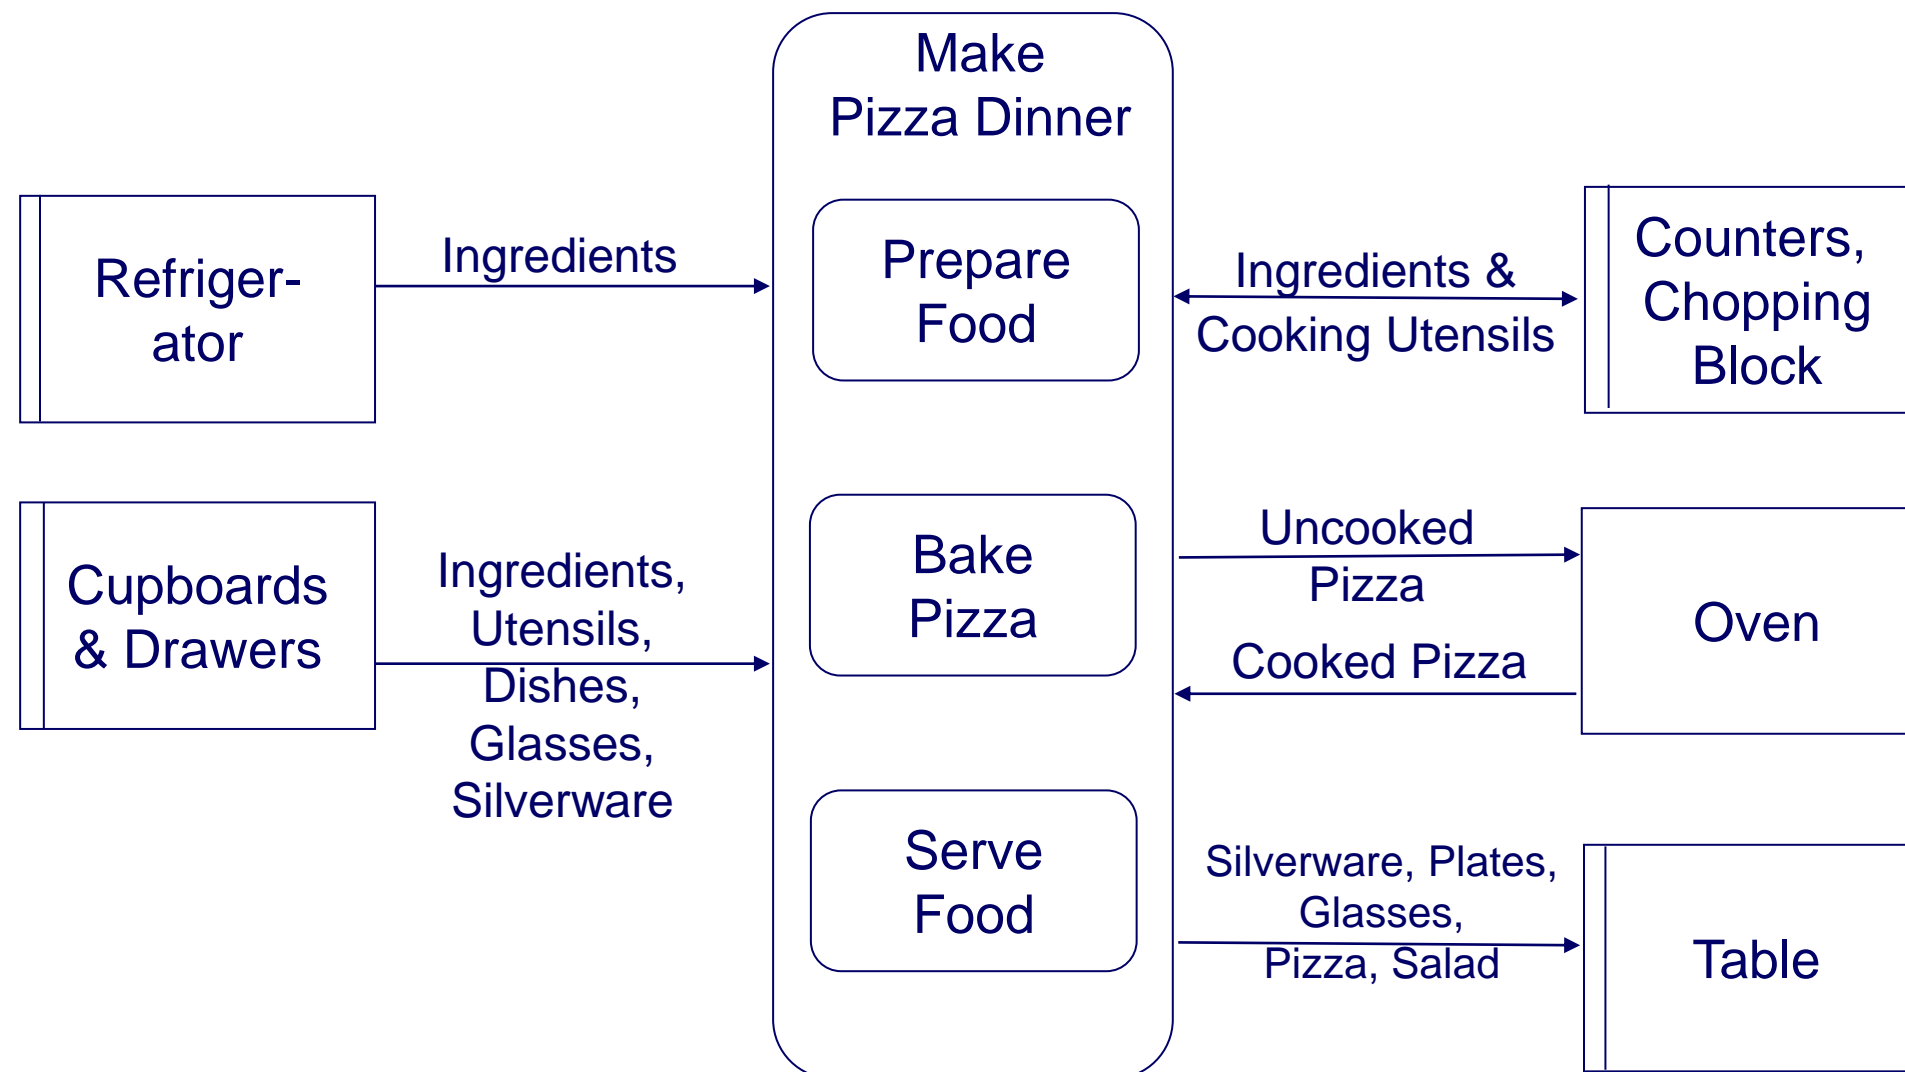 Make
Pizza Dinner
Refriger-
ator
Ingredients
Prepare
Food
Ingredients &
Cooking Utensils
Counters,
Chopping
Block
Cupboards
& Drawers
Ingredients,
Utensils,
Dishes,
Glasses,
Silverware
Bake
Pizza
Uncooked
Pizza
Cooked Pizza
Oven
Serve
Food
Silverware, Plates,
Glasses,
Pizza, Salad
Table